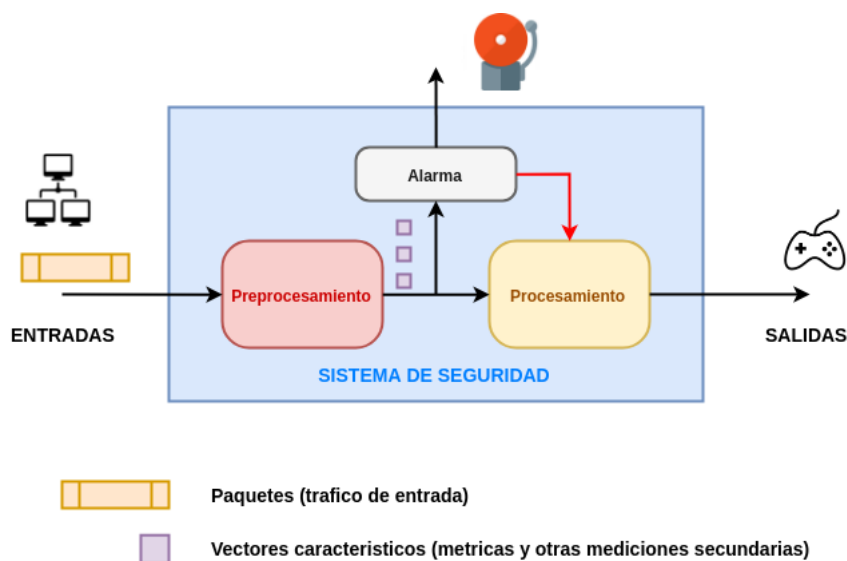 Alarma
Preprocesamiento
Procesamiento
ENTRADAS
SALIDAS
SISTEMA DE SEGURIDAD
Paquetes (trafico de entrada)
Vectores caracteristicos (metricas y otras mediciones secundarias)